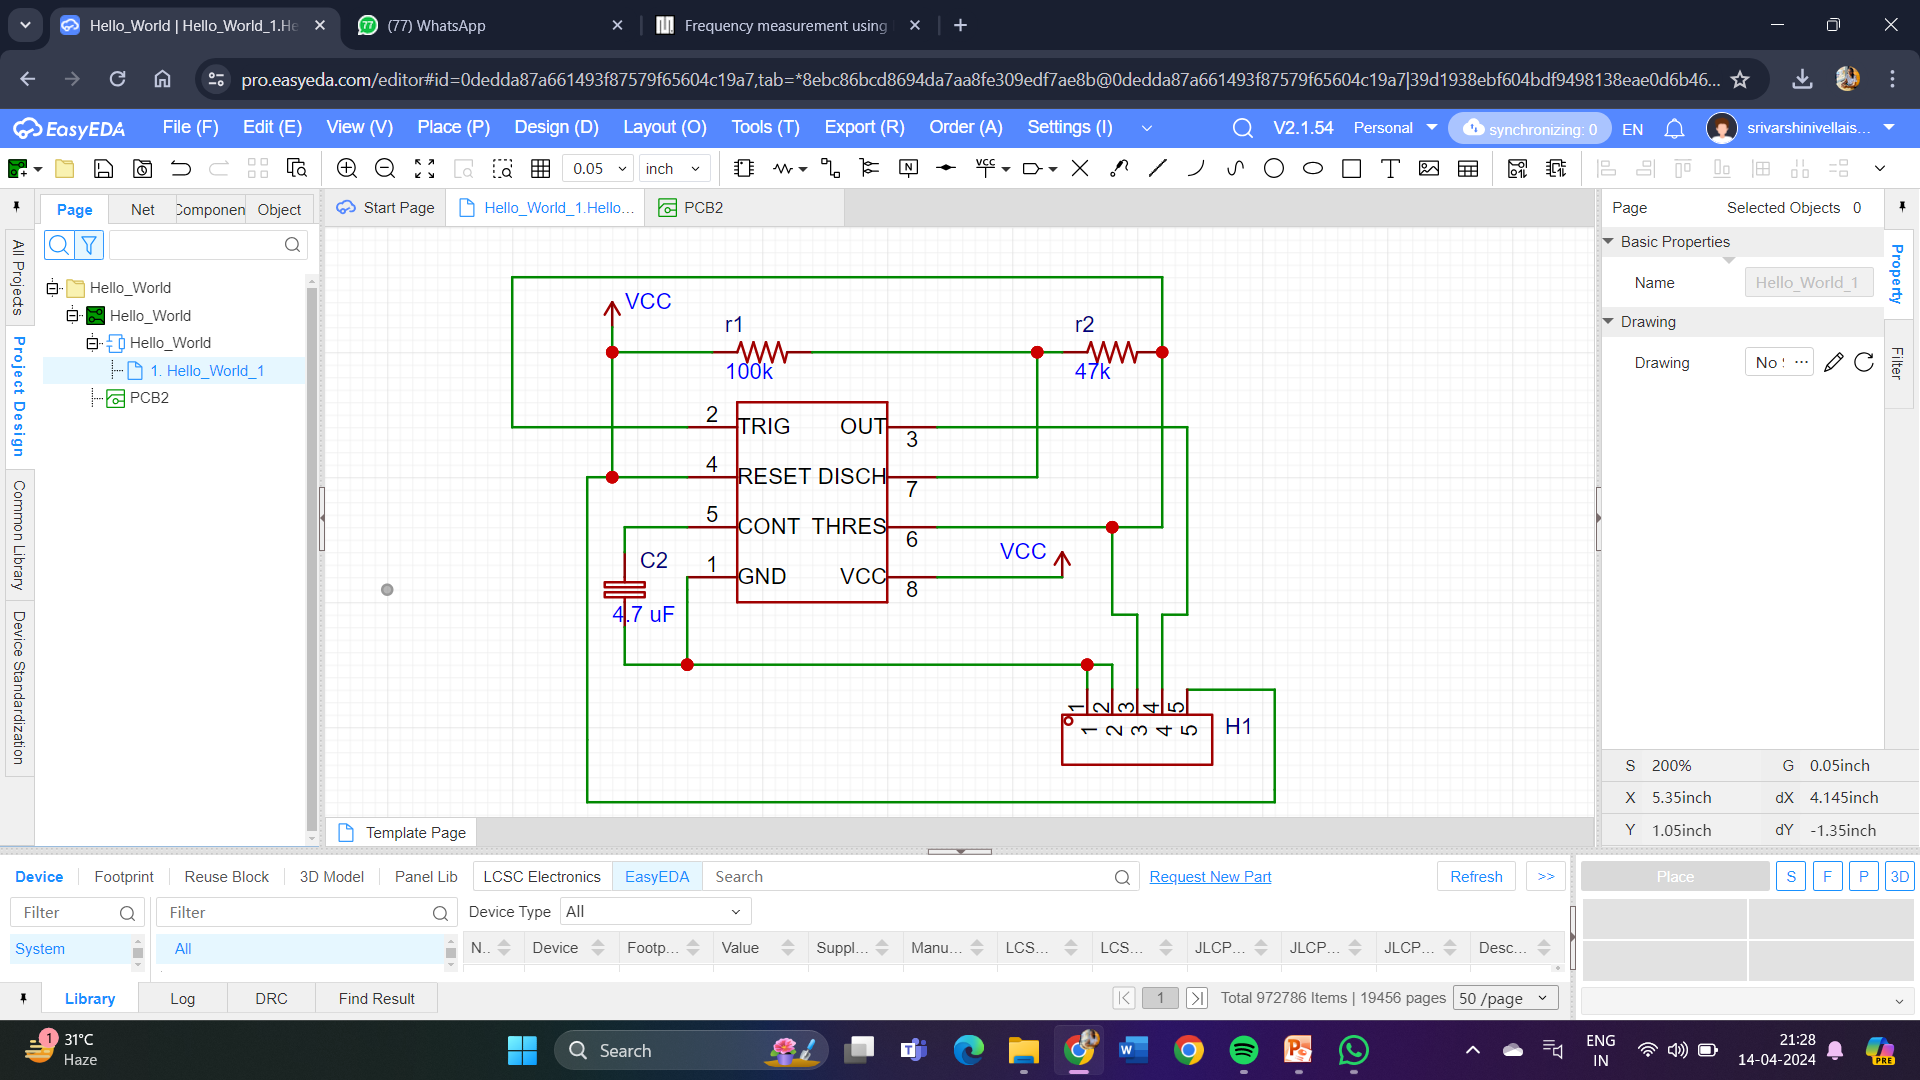 Hello_World | Hello_World_1.He
(77) WhatsApp
Frequency measurement using
pro.easyeda.com/editor#id=0dedda87a661493f87579f65604c19a7,tab=*8ebc86bcd8694da7aa8fe309edf7ae8b@0dedda87a661493f87579f65604c19a7|39d1938ebf604bdf9498138eae0d6b46...
EasyEDA
File (F)
Edit (E)
View (V)
Place (P)
Design (D)
Layout (O)
Tools (T)
Export (R)
Order (A)
Settings (I)
V2.1.54
Personal
synchronizing: 0
EN
srivarshinivellais...
0.05
inch
N
VCC
T
Page
Net
Componen
Object
Start Page
Hello_World_1.Hello...
PCB2
Page
Selected Objects 0
All Projects
Project Design
Common Library
Device Standardization
Hello_World
Hello_World
Hello_World
1. Hello_World_1
PCB2
VCC
r1
100k
r2
47k
2
TRIG
OUT
3
4
RESET
DISCH
7
5
CONT
THRES
6
1
GND
VCC
8
C2
4.7 uF
VCC
1 2 3 4 5
1 2 3 4 5
H1
Basic Properties
Name
Hello_World_1
Drawing
Drawing
Property
Filter
S 200%
G 0.05inch
X 5.35inch
dX 4.145inch
Y 1.05inch
dY -1.35inch
Template Page
Device
Footprint
Reuse Block
3D Model
Panel Lib
LCSC Electronics
EasyEDA
Search
Request New Part
Refresh
>>
Place
S
F
P
3D
Filter
Filter
Device Type
All
System
All
N..
Device
Footp...
Value
Suppl...
Manu...
LCS...
LCS...
JLCP...
JLCP...
JLCP...
Desc...
Library
Log
DRC
Find Result
1
Total 972786 Items | 19456 pages
50 /page
1
31°C
Haze
Search
ENG
IN
21:28
14-04-2024
PRE